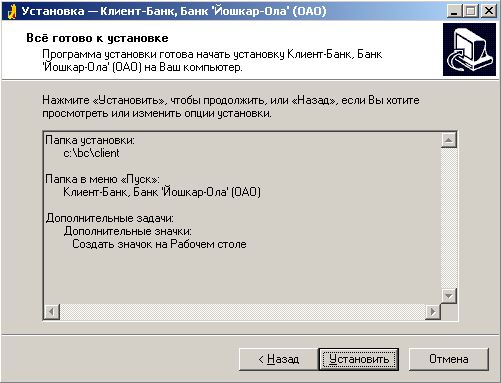 Установка — Клиент-Банк, Банк 'Йошкар-Ола' (ОАО)
Всё готово к установке
Программа установки готова начать установку Клиент-Банк, Банк
'Йошкар-Ола' (ОАО) на Ваш компьютер.
Нажмите «Установить», чтобы продолжить, или «Назад», если Вы хотите
просмотреть или изменить опции установки.
Папка установки:
c:\bc\client
Папка в меню «Пуск»:
Клиент-Банк, Банк 'Йошкар-Ола' (ОАО)
Дополнительные задачи:
Дополнительные значки:
Создать значок на Рабочем столе
< Назад
Установить
Отмена